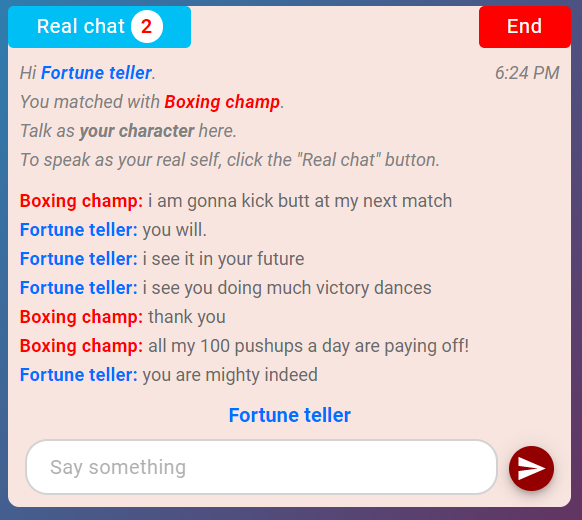 Real chat 2
End
Hi Fortune teller.
6:24 PM
You matched with Boxing champ.
Talk as your character here.
To speak as your real self, click the "Real chat" button.
Boxing champ: i am gonna kick butt at my next match
Fortune teller: you will.
Fortune teller: i see it in your future
Fortune teller: i see you doing much victory dances
Boxing champ: thank you
Boxing champ: all my 100 pushups a day are paying off!
Fortune teller: you are mighty indeed
Fortune teller
Say something